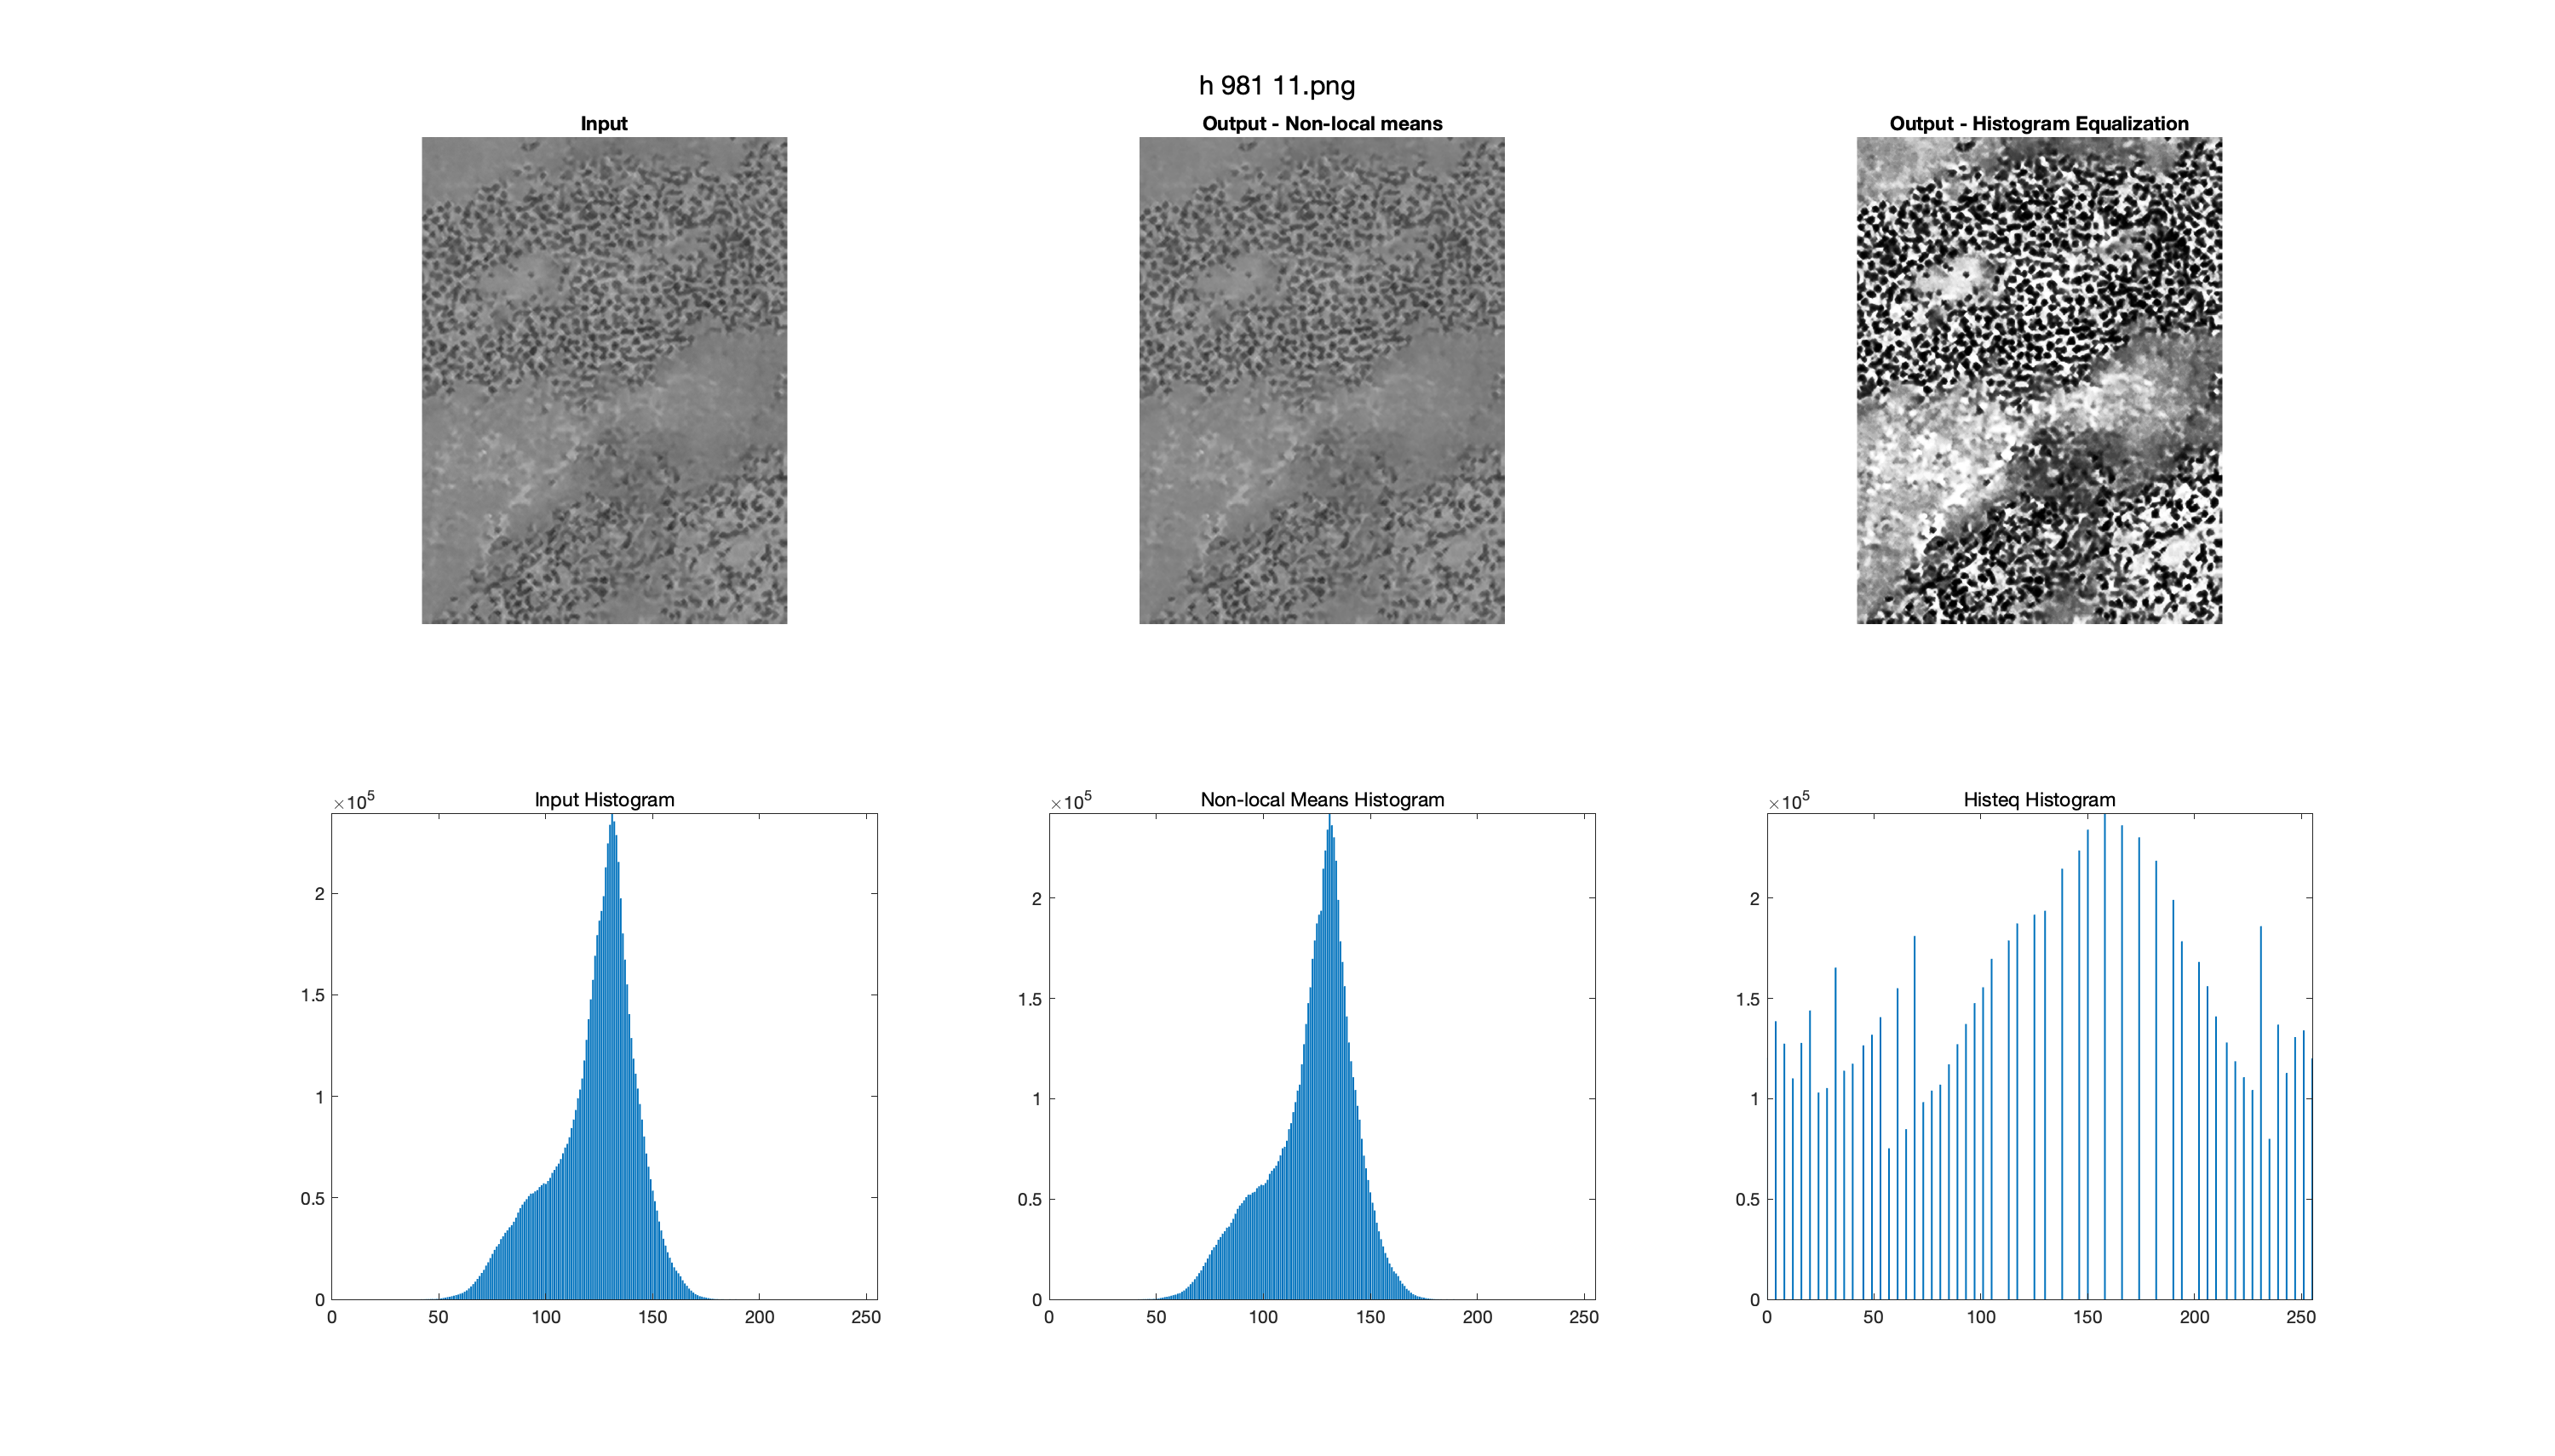 h 981 11.png
Input
Output - Non-local means
Output - Histogram Equalization
×10^5
Input Histogram
2
1.5
1
0.5
0
0 50 100 150 200 250
×10^5
Non-local Means Histogram
2
1.5
1
0.5
0
0 50 100 150 200 250
×10^5
Histeq Histogram
2
1.5
1
0.5
0
0 50 100 150 200 250